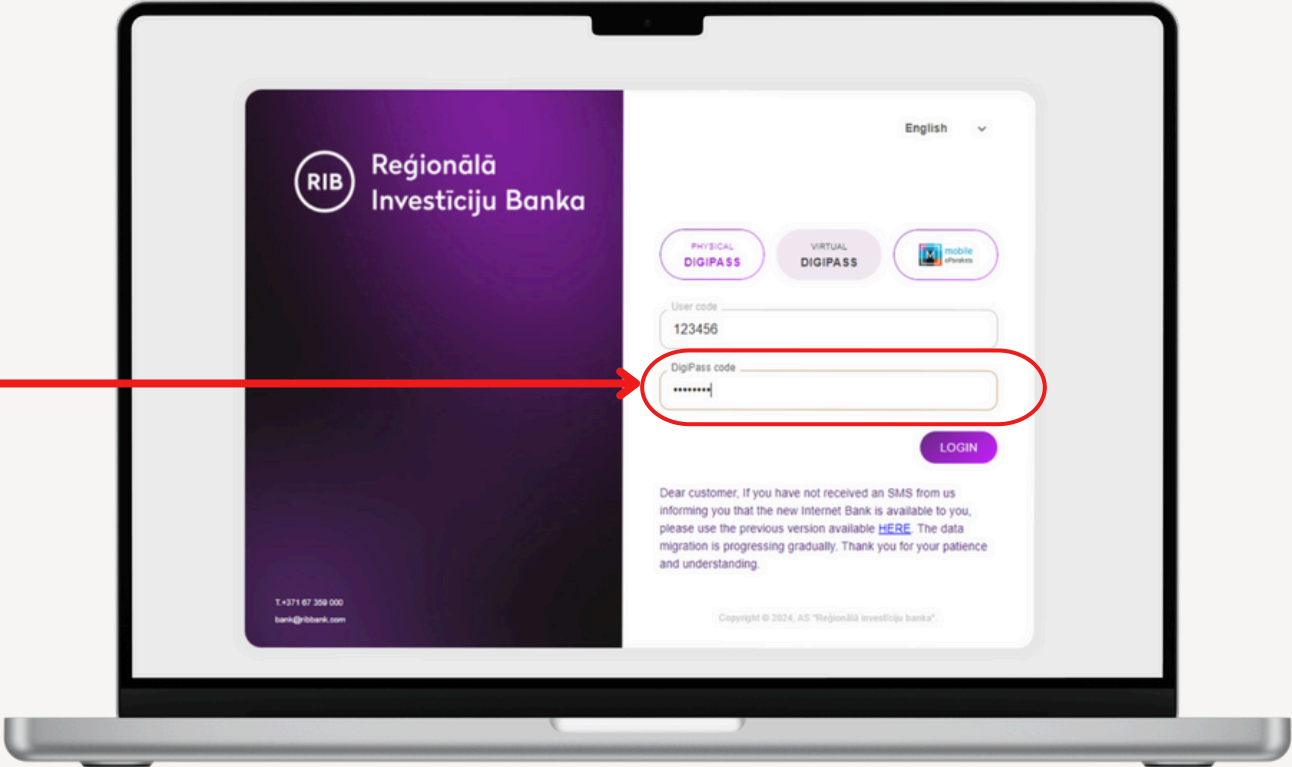 RIB
Reģionālā
Investīciju Banka
T.+371 67 359 000
bank@ribbank.com
English
PHYSICAL
DIGIPASS
VIRTUAL
DIGIPASS
mobile
eParaksts
User code
123456
DigiPass code
••••••••
LOGIN
Dear customer, If you have not received an SMS from us
informing you that the new Internet Bank is available to you,
please use the previous version available HERE. The data
migration is progressing gradually. Thank you for your patience
and understanding.
Copyright © 2024, AS "Reģionālā investīciju banka".